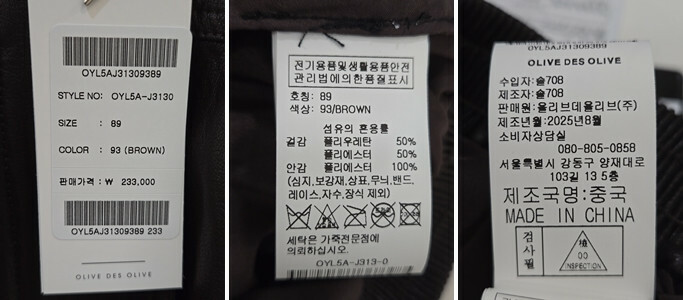 OYL5AJ31309389
STYLE NO: OYL5A-J3130
SIZE : 89
COLOR : 93 (BROWN)
판매가격 : ₩ 233,000
OYL5AJ31309389 233
OLIVE DES OLIVE
전기용품및생활용품안전
관리법에의한품질표시
호칭: 89
색상: 93/BROWN
섬유의 혼용률
겉감 폴리우레탄 50%
폴리에스터 50%
안감 폴리에스터 100%
(심지,보강재,상표,무늬,밴드,
레이스,자수,장식 제외)
세탁은 가죽전문점에
의뢰하십시오.
OYL5A-J313-0
OYL5AJ31309389
OLIVE DES OLIVE
수입자:슬708
제조자:슬708
판매원:올리브데올리브(주)
제조년월:2025년8월
소비자상담실
080-805-0858
서울특별시 강동구 양재대로
103길 13 5층
제조국명:중국
MADE IN CHINA
검사필
檢
00
INSPECTION